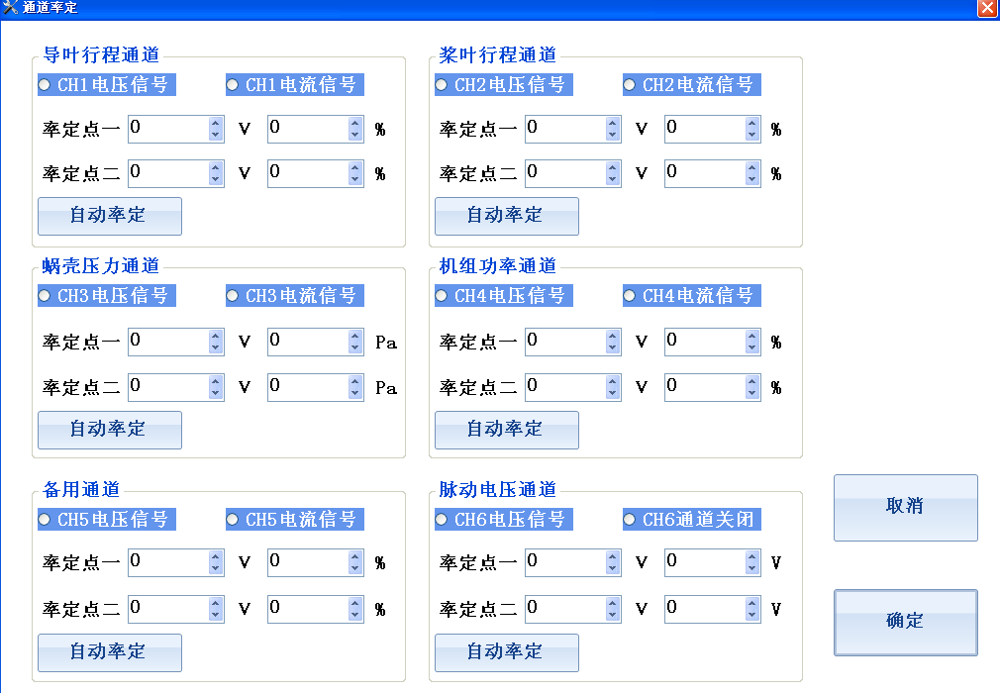 通道率定
导叶行程通道
CH1电压信号 CH1电流信号
率定点一 0 V 0 %
率定点二 0 V 0 %
自动率定
桨叶行程通道
CH2电压信号 CH2电流信号
率定点一 0 V 0 %
率定点二 0 V 0 %
自动率定
蜗壳压力通道
CH3电压信号 CH3电流信号
率定点一 0 V 0 Pa
率定点二 0 V 0 Pa
自动率定
机组功率通道
CH4电压信号 CH4电流信号
率定点一 0 V 0 %
率定点二 0 V 0 %
自动率定
备用通道
CH5电压信号 CH5电流信号
率定点一 0 V 0 %
率定点二 0 V 0 %
自动率定
脉动电压通道
CH6电压信号 CH6通道关闭
率定点一 0 V 0 V
率定点二 0 V 0 V
自动率定
取消
确定